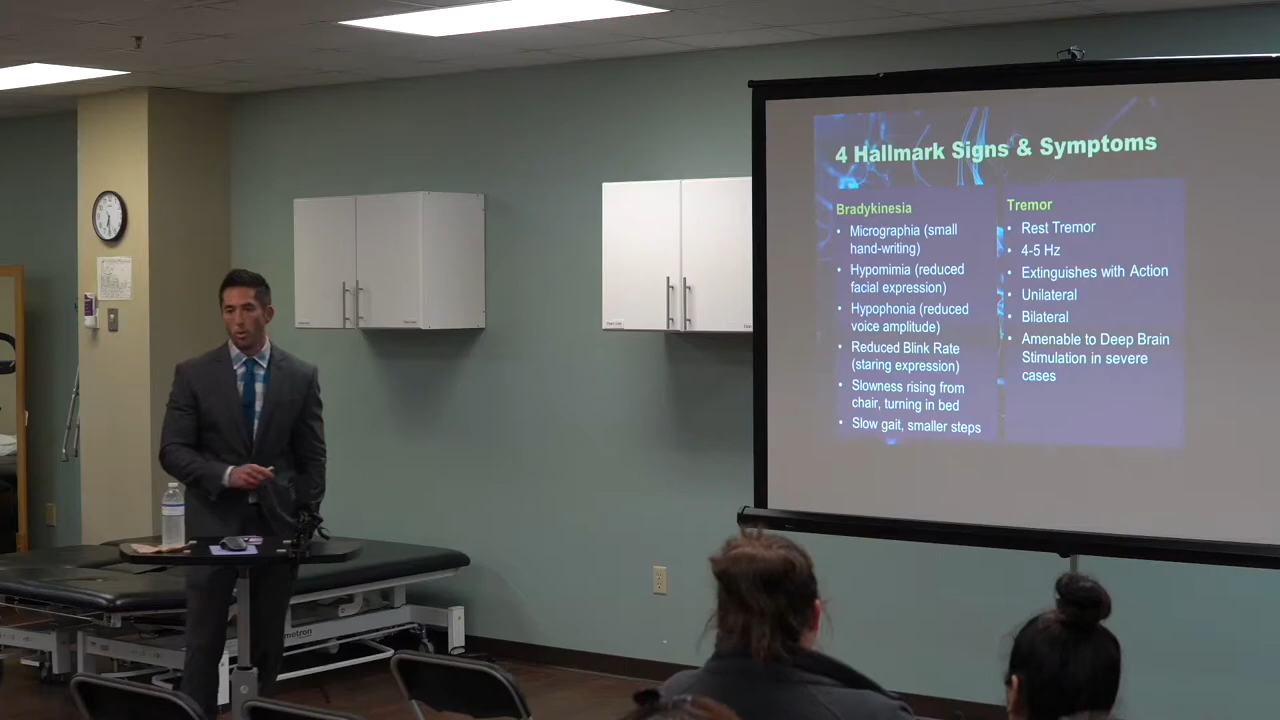 4 Hallmark Signs & Symptoms
Bradykinesia
• Micrographia (small
hand-writing)
• Hypomimia (reduced
facial expression)
• Hypophonia (reduced
voice amplitude)
• Reduced Blink Rate
(staring expression)
• Slowness rising from
chair, turning in bed
• Slow gait, smaller steps
Tremor
• Rest Tremor
• 4-5 Hz
• Extinguishes with Action
• Unilateral
• Bilateral
• Amenable to Deep Brain
Stimulation in severe
cases
metron